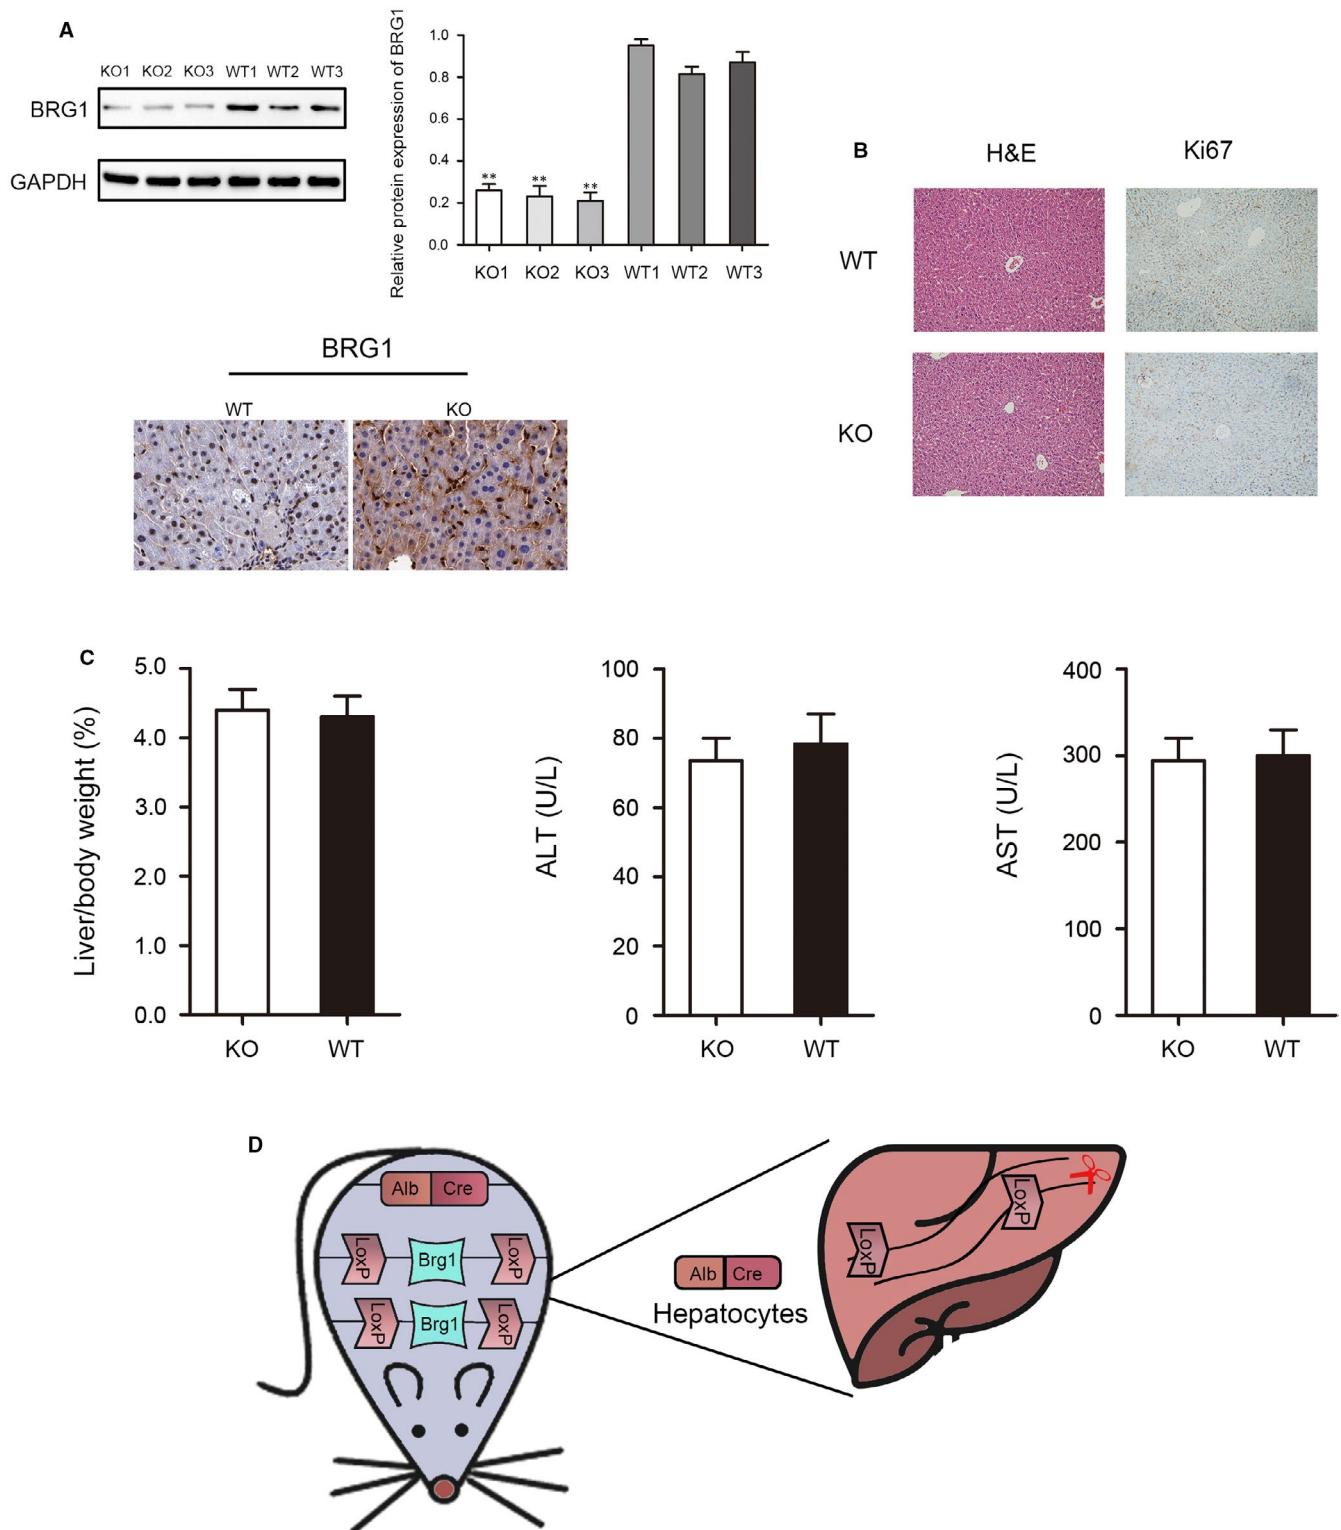 A
KO1 KO2 KO3 WT1 WT2 WT3
BRG1
GAPDH
Relative protein expression of BRG1
1.0
0.8
0.6
0.4
0.2
0.0
** ** **
KO1 KO2 KO3 WT1 WT2 WT3
BRG1
WT KO
B
H&E Ki67
WT
KO
C
Liver/body weight (%)
5.0
4.0
3.0
2.0
1.0
0.0
KO WT
ALT (U/L)
100
80
60
40
20
0
KO WT
AST (U/L)
400
300
200
100
0
KO WT
D
Alb Cre
LoxP Brg1 LoxP
LoxP Brg1 LoxP
Alb Cre
Hepatocytes
LoxP
LoxP